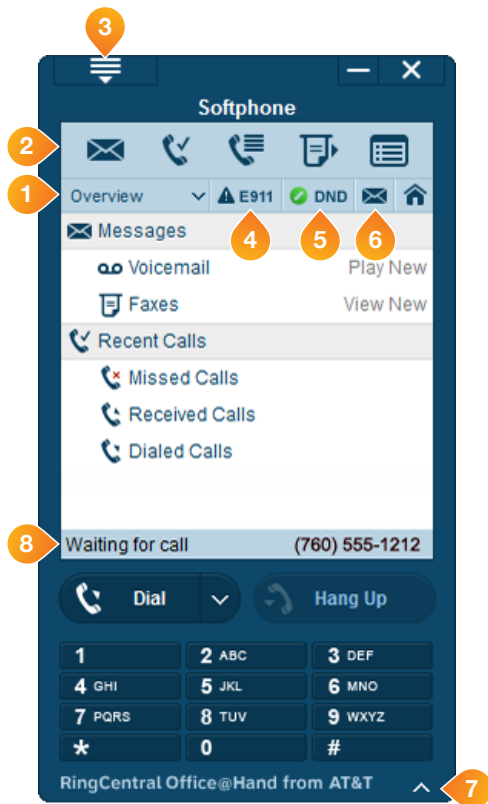 3
Softphone
2
1 Overview E911 DND
4 5 6
Messages
Voicemail Play New
Faxes View New
Recent Calls
Missed Calls
Received Calls
Dialed Calls
8 Waiting for call (760) 555-1212
Dial Hang Up
1 2 ABC 3 DEF
4 GHI 5 JKL 6 MNO
7 PQRS 8 TUV 9 WXYZ
* 0 #
RingCentral Office@Hand from AT&T 7